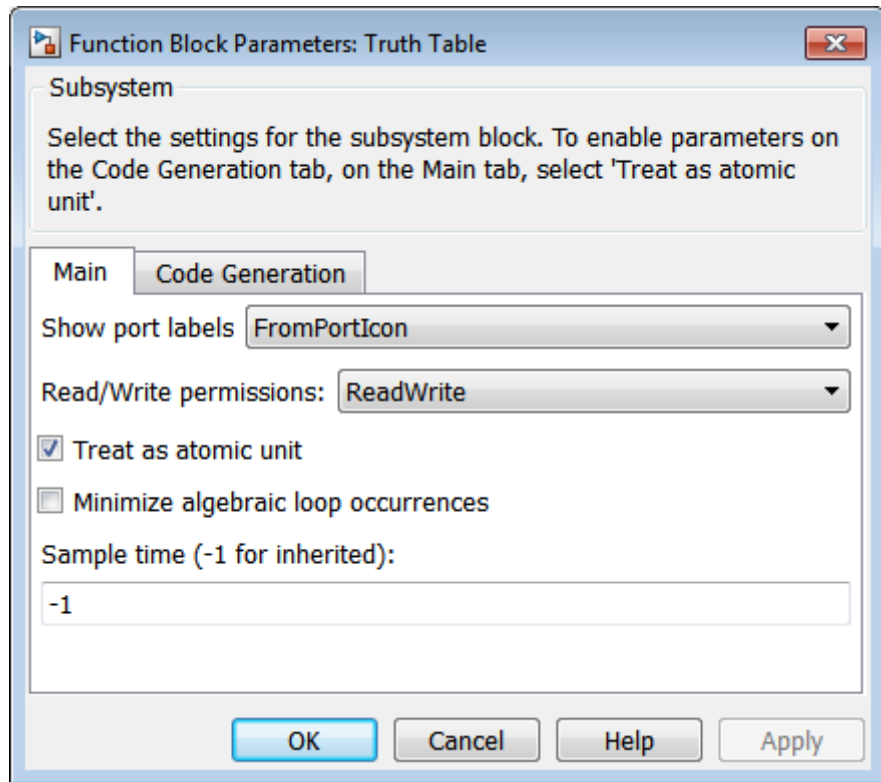 Function Block Parameters: Truth Table
Subsystem
Select the settings for the subsystem block. To enable parameters on
the Code Generation tab, on the Main tab, select 'Treat as atomic
unit'.
Main Code Generation
Show port labels FromPortIcon
Read/Write permissions: ReadWrite
Treat as atomic unit
Minimize algebraic loop occurrences
Sample time (-1 for inherited):
-1
OK Cancel Help Apply